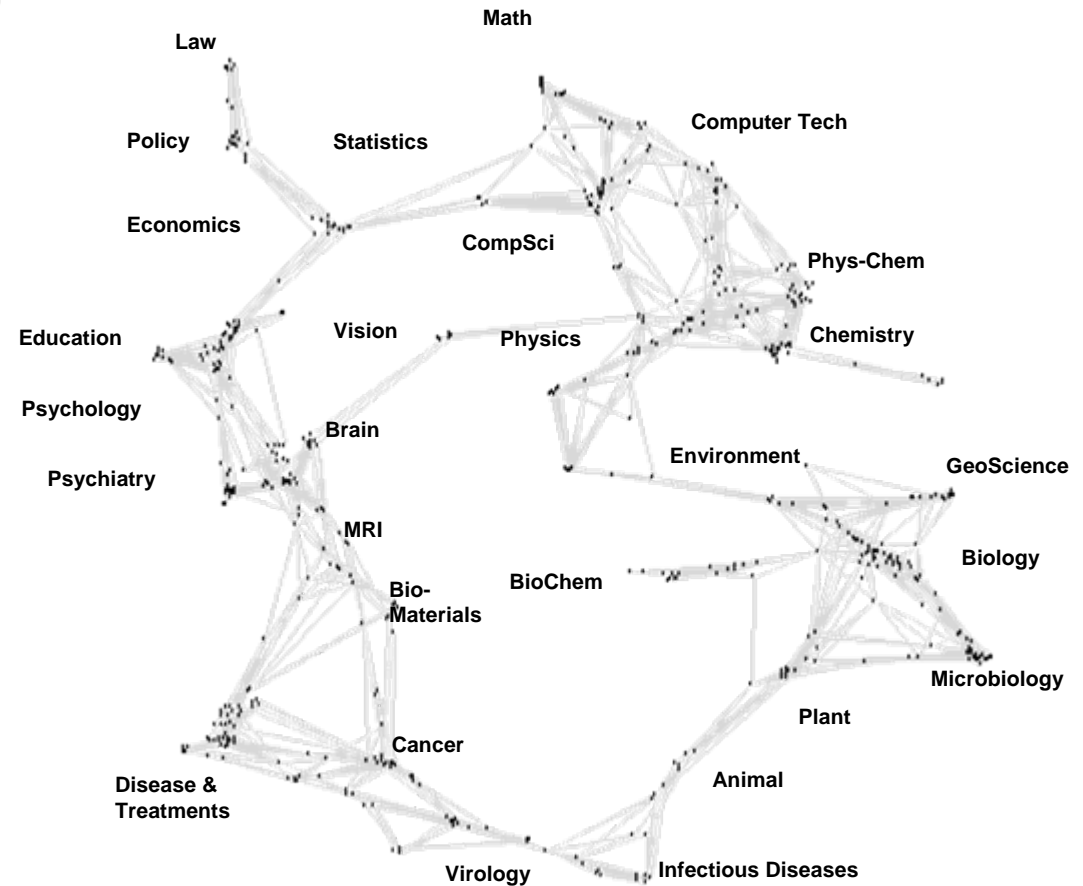 Math
Law
Computer Tech
Policy
Statistics
Economics
CompSci
Phys-Chem
Education
Vision
Physics
Chemistry
Psychology
Brain
Environment
GeoScience
Psychiatry
MRI
Biology
BioChem
Bio-
Materials
Microbiology
Plant
Cancer
Animal
Disease &
Treatments
Virology
Infectious Diseases